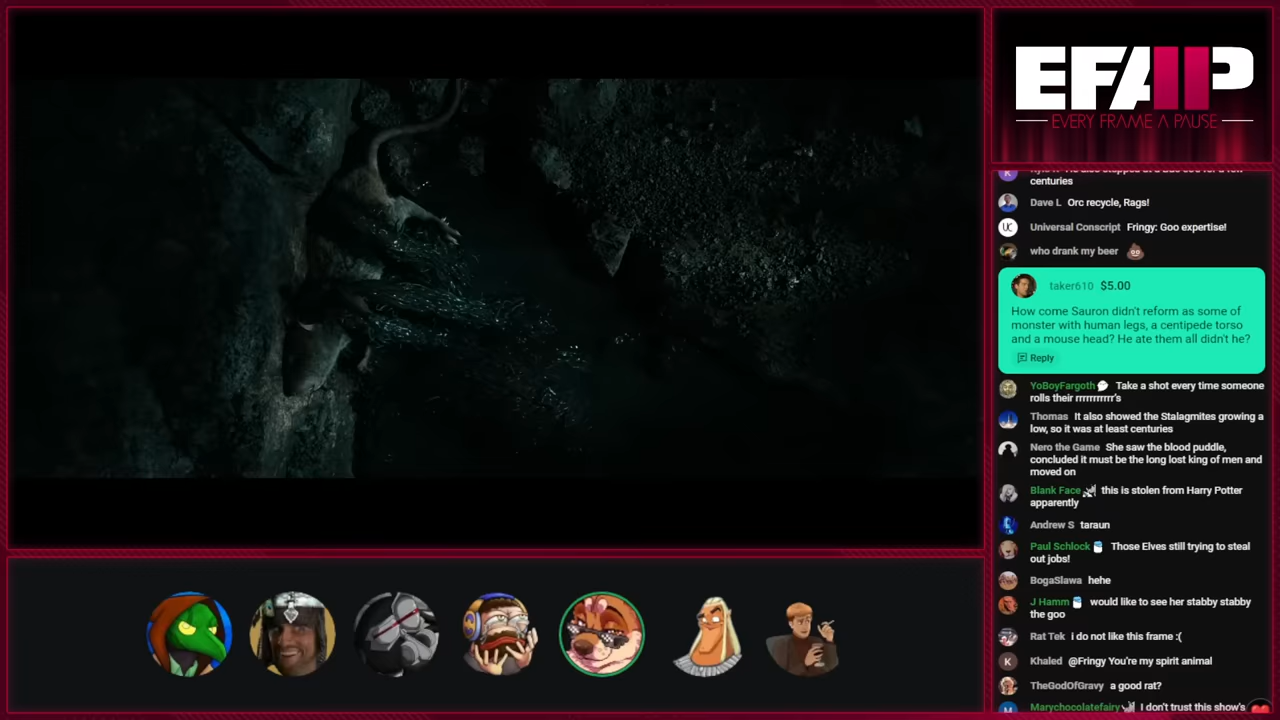 EFAP
EVERY FRAME A PAUSE
centuries
Dave L Orc recycle, Rags!
Universal Conscript Fringy: Goo expertise!
who drank my beer 💩
taker610 $5.00
How come Sauron didn't reform as some of
monster with human legs, a centipede torso
and a mouse head? He ate them all didn't he?
Reply
YoBoyFargoth Take a shot every time someone
rolls their rrrrrrrrrrr's
Thomas It also showed the Stalagmites growing a
low, so it was at least centuries
Nero the Game She saw the blood puddle,
concluded it must be the long lost king of men and
moved on
Blank Face this is stolen from Harry Potter
apparently
Andrew S taraun
Paul Schlock Those Elves still trying to steal
out jobs!
BogaSlawa hehe
J Hamm would like to see her stabby stabby
the goo
Rat Tek i do not like this frame :(
K Khaled @Fringy You're my spirit animal
TheGodOfGravy a good rat?
Marychocolatefairy I don't trust this show's